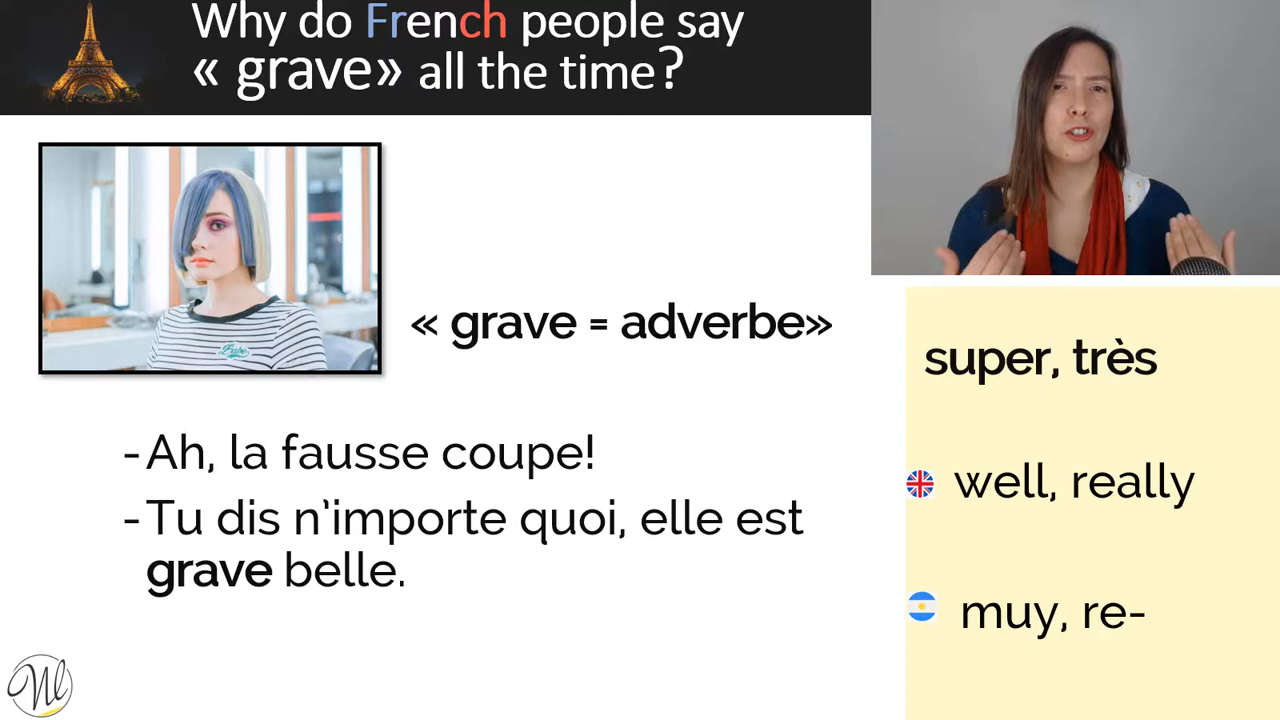 Why do French people say
« grave» all the time?
« grave = adverbe»
super, très
- Ah, la fausse coupe!
well, really
- Tu dis n'importe quoi, elle est
grave belle.
muy, re-
Nl